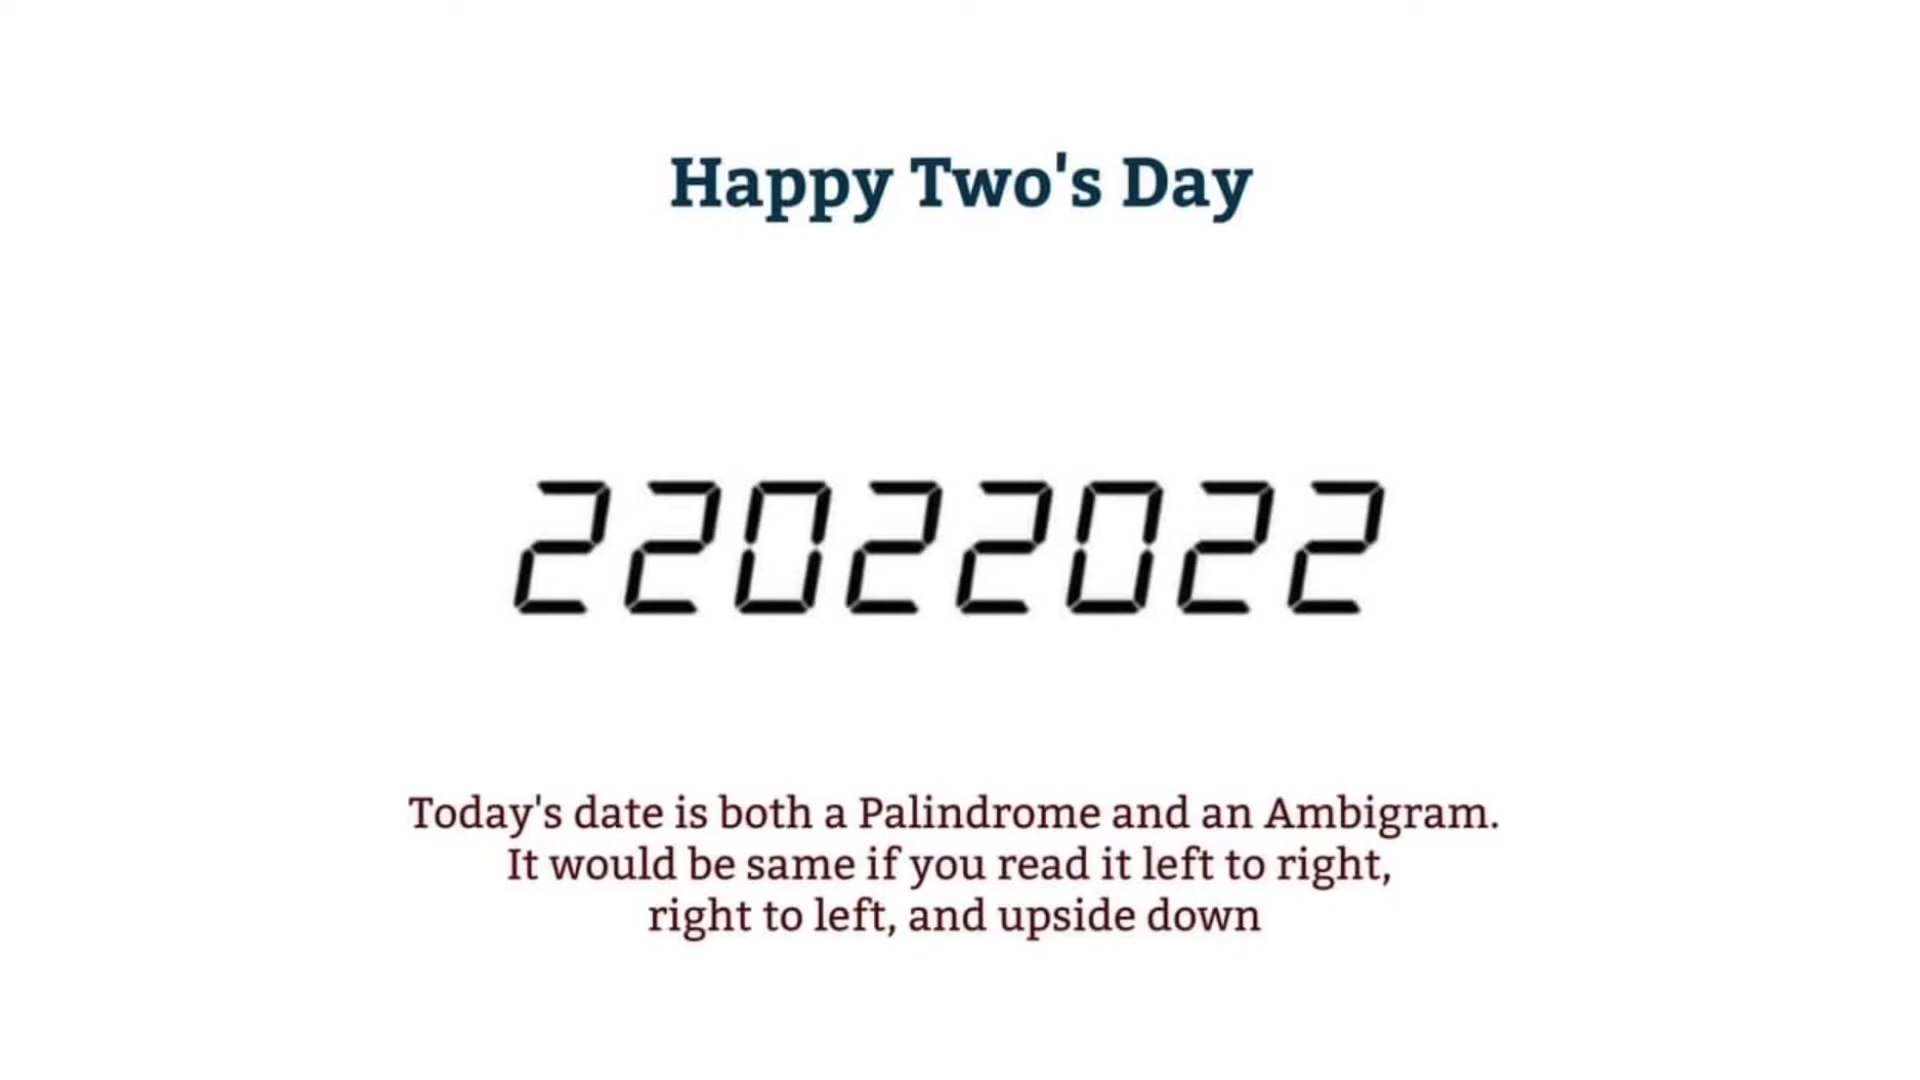 Happy Two's Day
22022022
Today's date is both a Palindrome and an Ambigram.
It would be same if you read it left to right,
right to left, and upside down